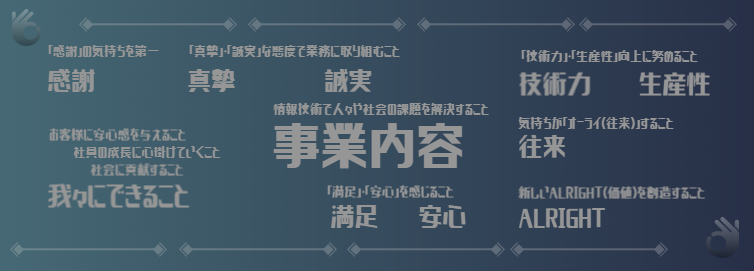 「感謝」の気持ちを第一
感謝
「真摯」・「誠実」な態度で業務に取り組むこと
真摯 誠実
「技術力」・「生産性」向上に努めること
技術力 生産性
情報技術で人々や社会の課題を解決すること
事業内容
お客様に安心感を与えること
社員の成長に心掛けていくこと
社会に貢献すること
我々にできること
気持ちが「オーライ(往来)」すること
往来
「満足」・「安心」を感じること
満足 安心
新しいALRIGHT(価値)を創造すること
ALRIGHT